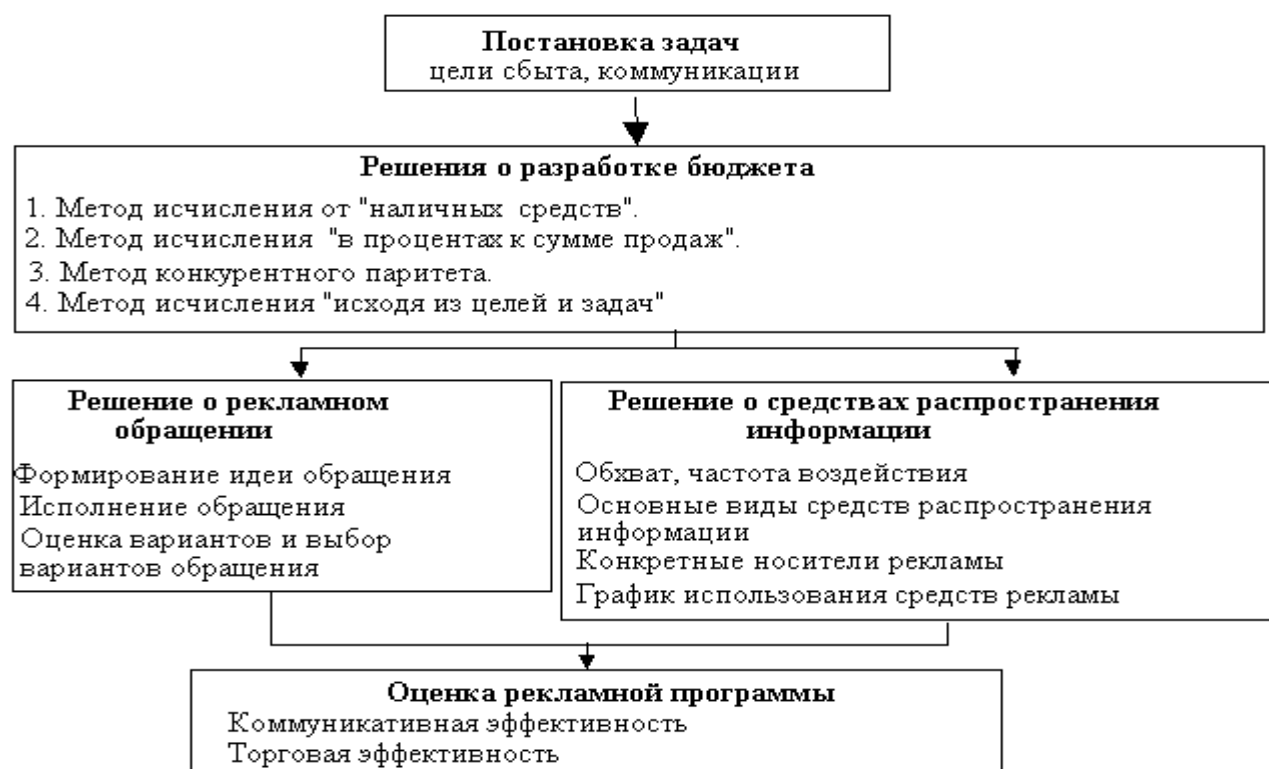 Постановка задач
цели сбыта, коммуникации
Решения о разработке бюджета
1. Метод исчисления от "наличных средств".
2. Метод исчисления "в процентах к сумме продаж".
3. Метод конкурентного паритета.
4. Метод исчисления "исходя из целей и задач"
Решение о рекламном
обращении
Формирование идеи обращения
Исполнение обращения
Оценка вариантов и выбор
вариантов обращения
Решение о средствах распространения
информации
Обхват, частота воздействия
Основные виды средств распространения
информации
Конкретные носители рекламы
График использования средств рекламы
Оценка рекламной программы
Коммуникативная эффективность
Торговая эффективность